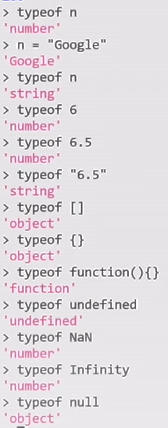 > typeof n
'number'
> n = "Google"
'Google'
> typeof n
'string'
> typeof 6
'number'
> typeof 6.5
'number'
> typeof "6.5"
'string'
> typeof []
'object'
> typeof {}
'object'
> typeof function(){}
'function'
> typeof undefined
'undefined'
> typeof NaN
'number'
> typeof Infinity
'number'
> typeof null
'object'